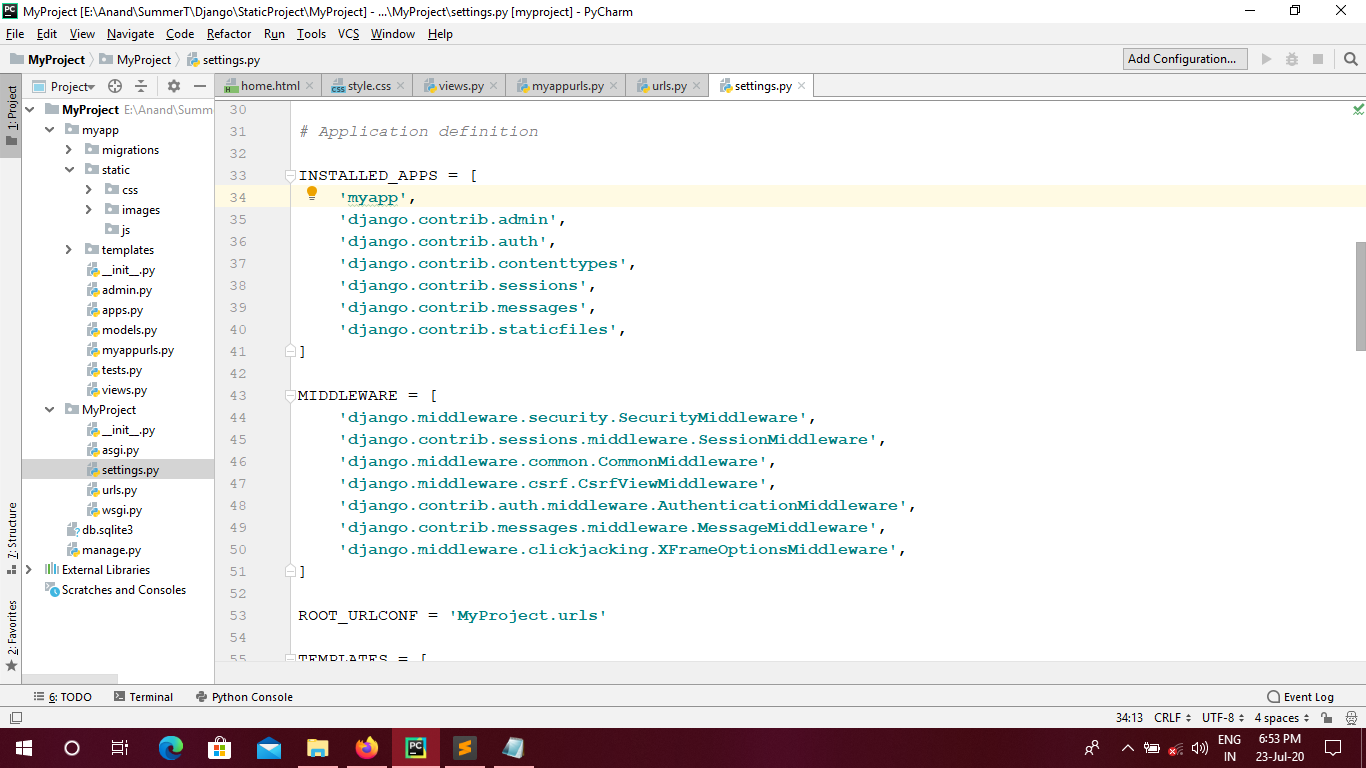 MyProject [E:\Anand\SummerT\Django\StaticProject\MyProject] - ...\MyProject\settings.py [myproject] - PyCharm
File Edit View Navigate Code Refactor Run Tools VCS Window Help
MyProject MyProject settings.py Add Configuration...
Project home.html style.css views.py myappurls.py urls.py settings.py
1: Project
7: Structure
2: Favorites
MyProject E:\Anand\Summ
myapp
migrations
static
css
images
js
templates
__init__.py
admin.py
apps.py
models.py
myappurls.py
tests.py
views.py
MyProject
__init__.py
asgi.py
settings.py
urls.py
wsgi.py
db.sqlite3
manage.py
External Libraries
Scratches and Consoles
30
31 # Application definition
32
33 INSTALLED_APPS = [
34 'myapp',
35 'django.contrib.admin',
36 'django.contrib.auth',
37 'django.contrib.contenttypes',
38 'django.contrib.sessions',
39 'django.contrib.messages',
40 'django.contrib.staticfiles',
41 ]
42
43 MIDDLEWARE = [
44 'django.middleware.security.SecurityMiddleware',
45 'django.contrib.sessions.middleware.SessionMiddleware',
46 'django.middleware.common.CommonMiddleware',
47 'django.middleware.csrf.CsrfViewMiddleware',
48 'django.contrib.auth.middleware.AuthenticationMiddleware',
49 'django.contrib.messages.middleware.MessageMiddleware',
50 'django.middleware.clickjacking.XFrameOptionsMiddleware',
51 ]
52
53 ROOT_URLCONF = 'MyProject.urls'
54
55 TEMPLATES = [
6: TODO Terminal Python Console Event Log
34:13 CRLF UTF-8 4 spaces
ENG 6:53 PM
IN 23-Jul-20